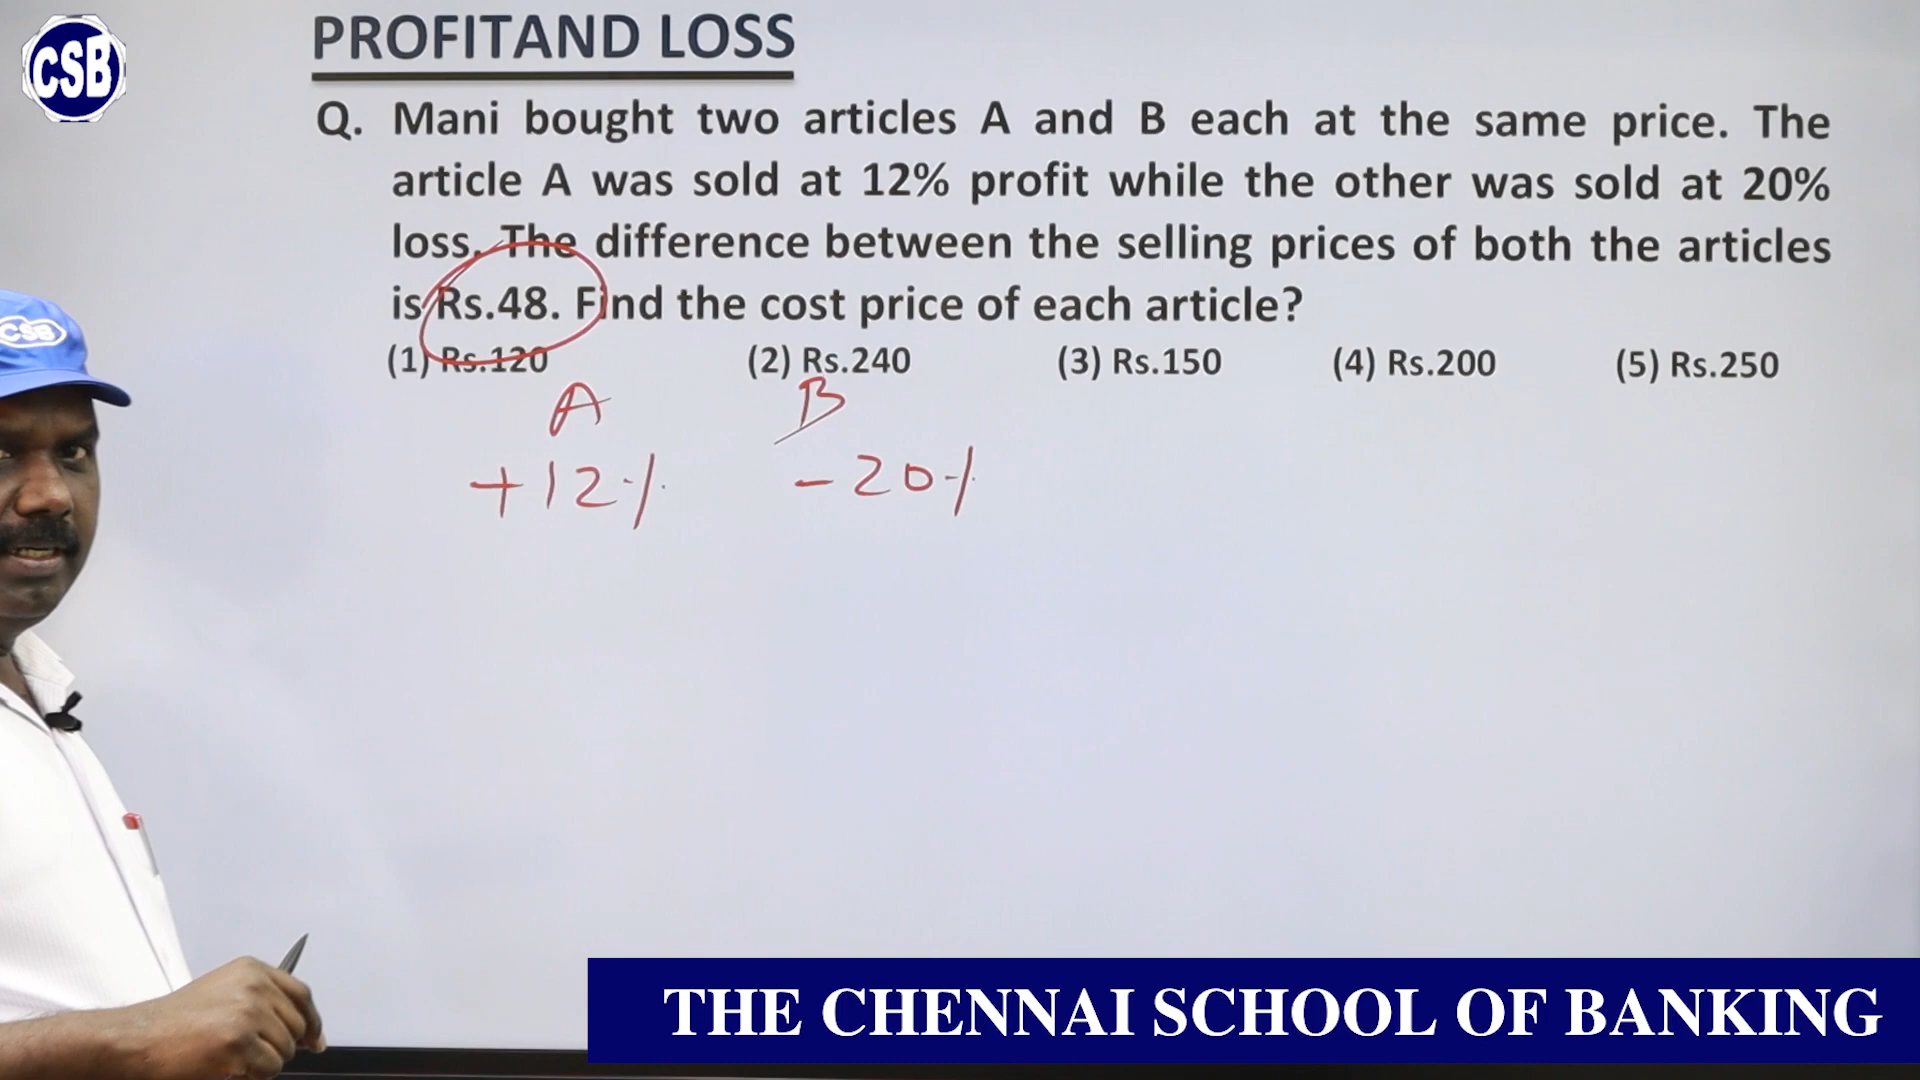 CSB
PROFITAND LOSS
Q. Mani bought two articles A and B each at the same price. The
article A was sold at 12% profit while the other was sold at 20%
loss. The difference between the selling prices of both the articles
is Rs.48. Find the cost price of each article?
(1) Rs.120 (2) Rs.240 (3) Rs.150 (4) Rs.200 (5) Rs.250
CSB
A B
+12% -20%
THE CHENNAI SCHOOL OF BANKING